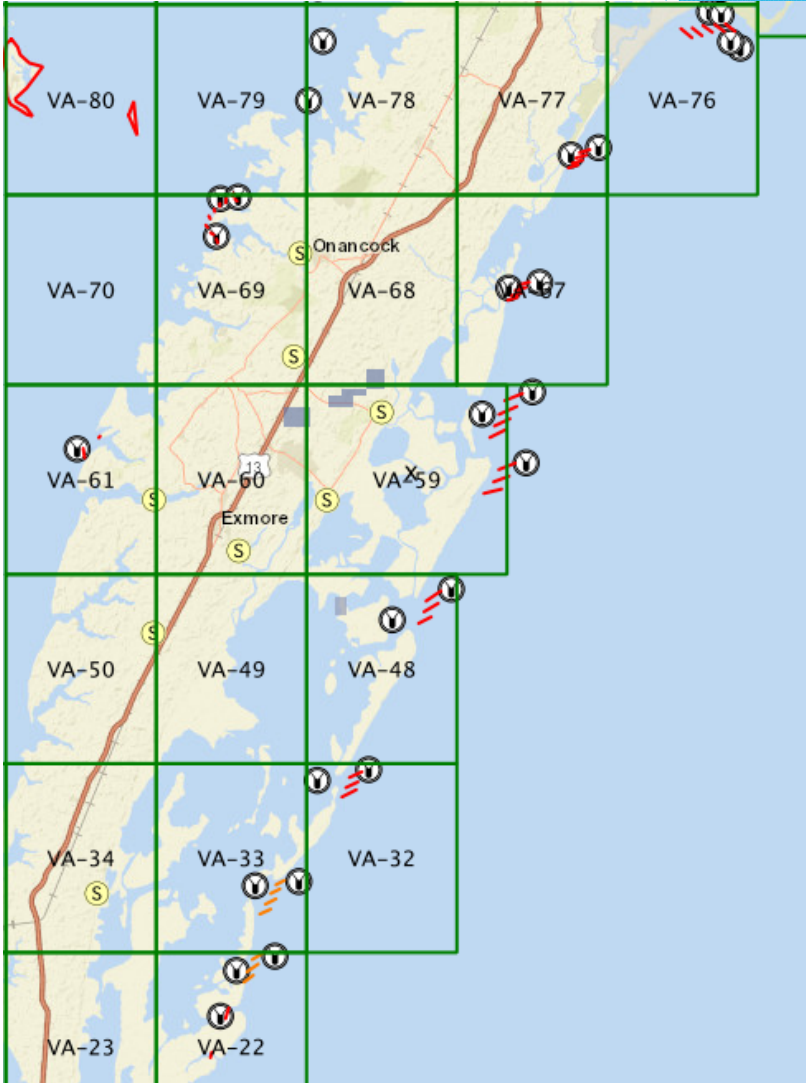 VA-80
VA-79
VA-78
VA-77
VA-76
S
Onancock
VA-70
VA-69
VA-68
VA-67
S
S
13
x
VA-61
VA-60
VA-59
S
S
Exmore
S
S
VA-50
VA-49
VA-48
VA-34
VA-33
VA-32
S
VA-23
VA-22